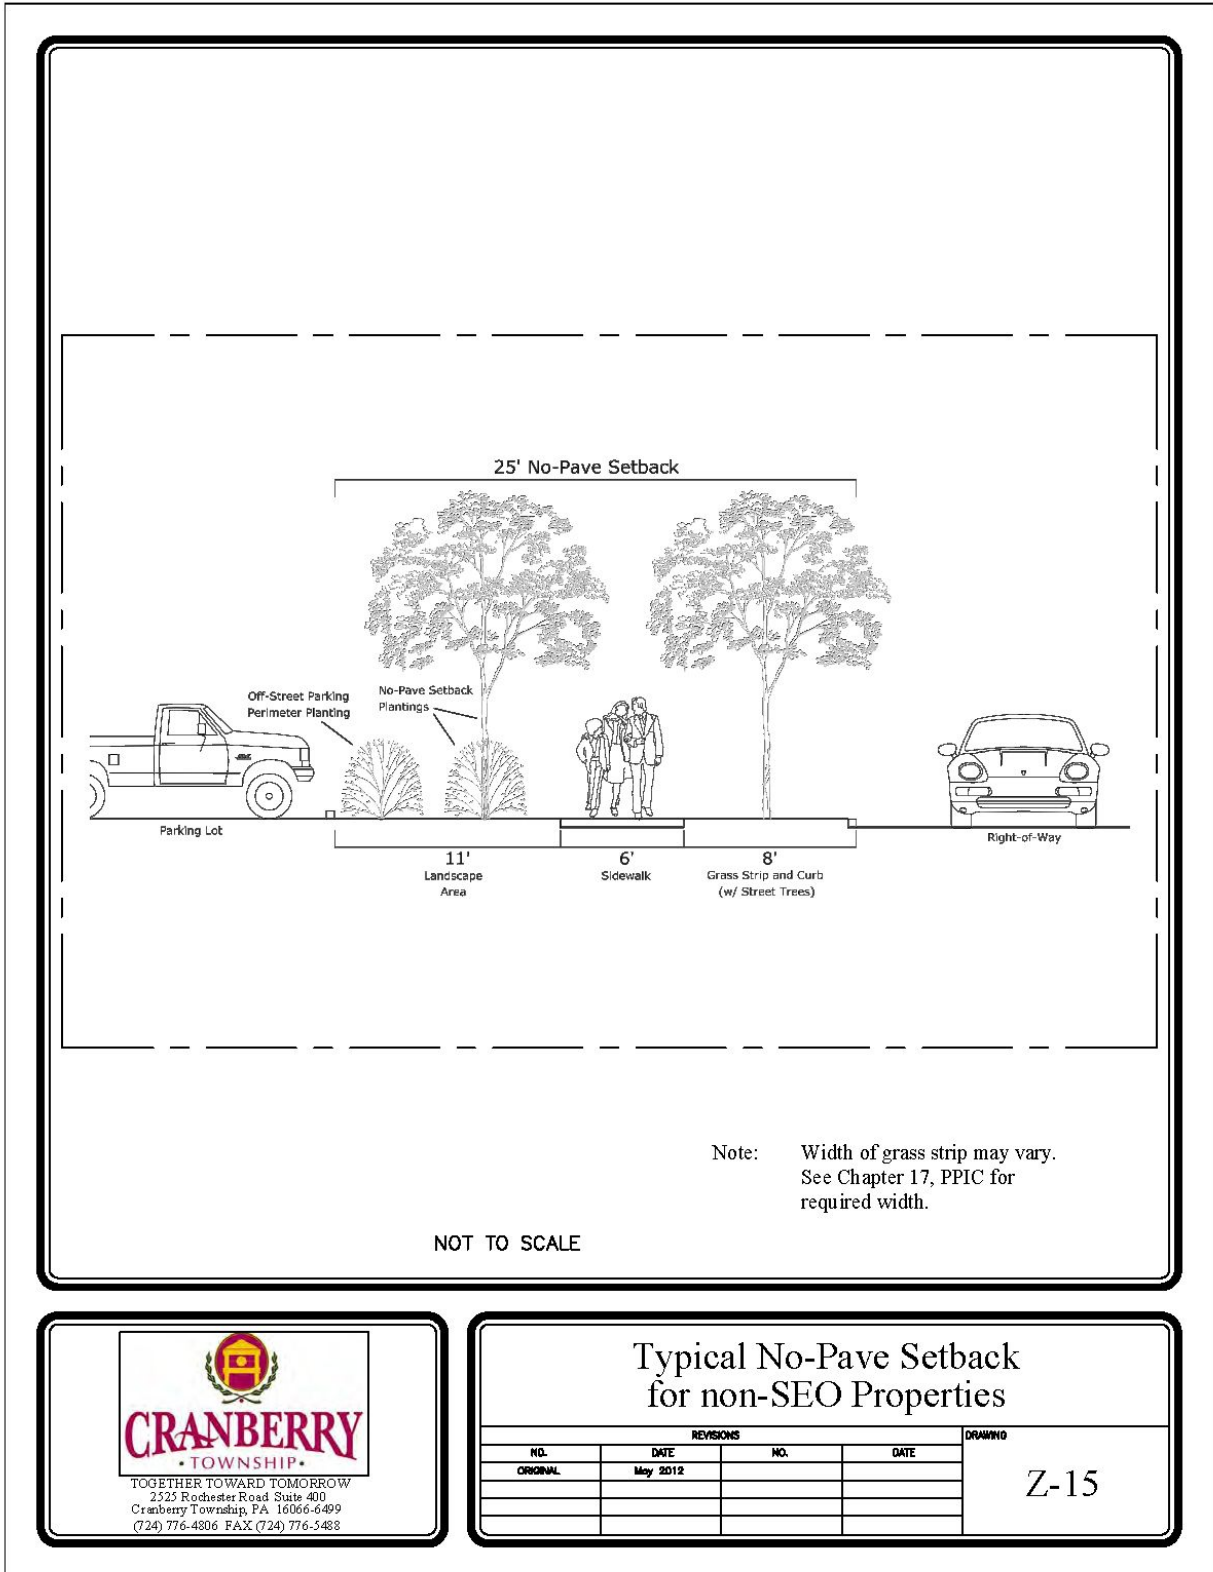 25' No-Pave Setback
Off-Street Parking
Perimeter Planting
No-Pave Setback
Plantings
Parking Lot
Right-of-Way
11'
Landscape
Area
6'
Sidewalk
8'
Grass Strip and Curb
(w/ Street Trees)
Note: Width of grass strip may vary.
See Chapter 17, PPIC for
required width.
NOT TO SCALE
CRANBERRY
• TOWNSHIP •
TOGETHER TOWARD TOMORROW
2525 Rochester Road Suite 400
Cranberry Township, PA 16066-6499
(724) 776-4806 FAX (724) 776-5488
Typical No-Pave Setback
for non-SEO Properties
REVISIONS
NO. DATE NO. DATE
ORIGINAL May 2012
DRAWING
Z-15